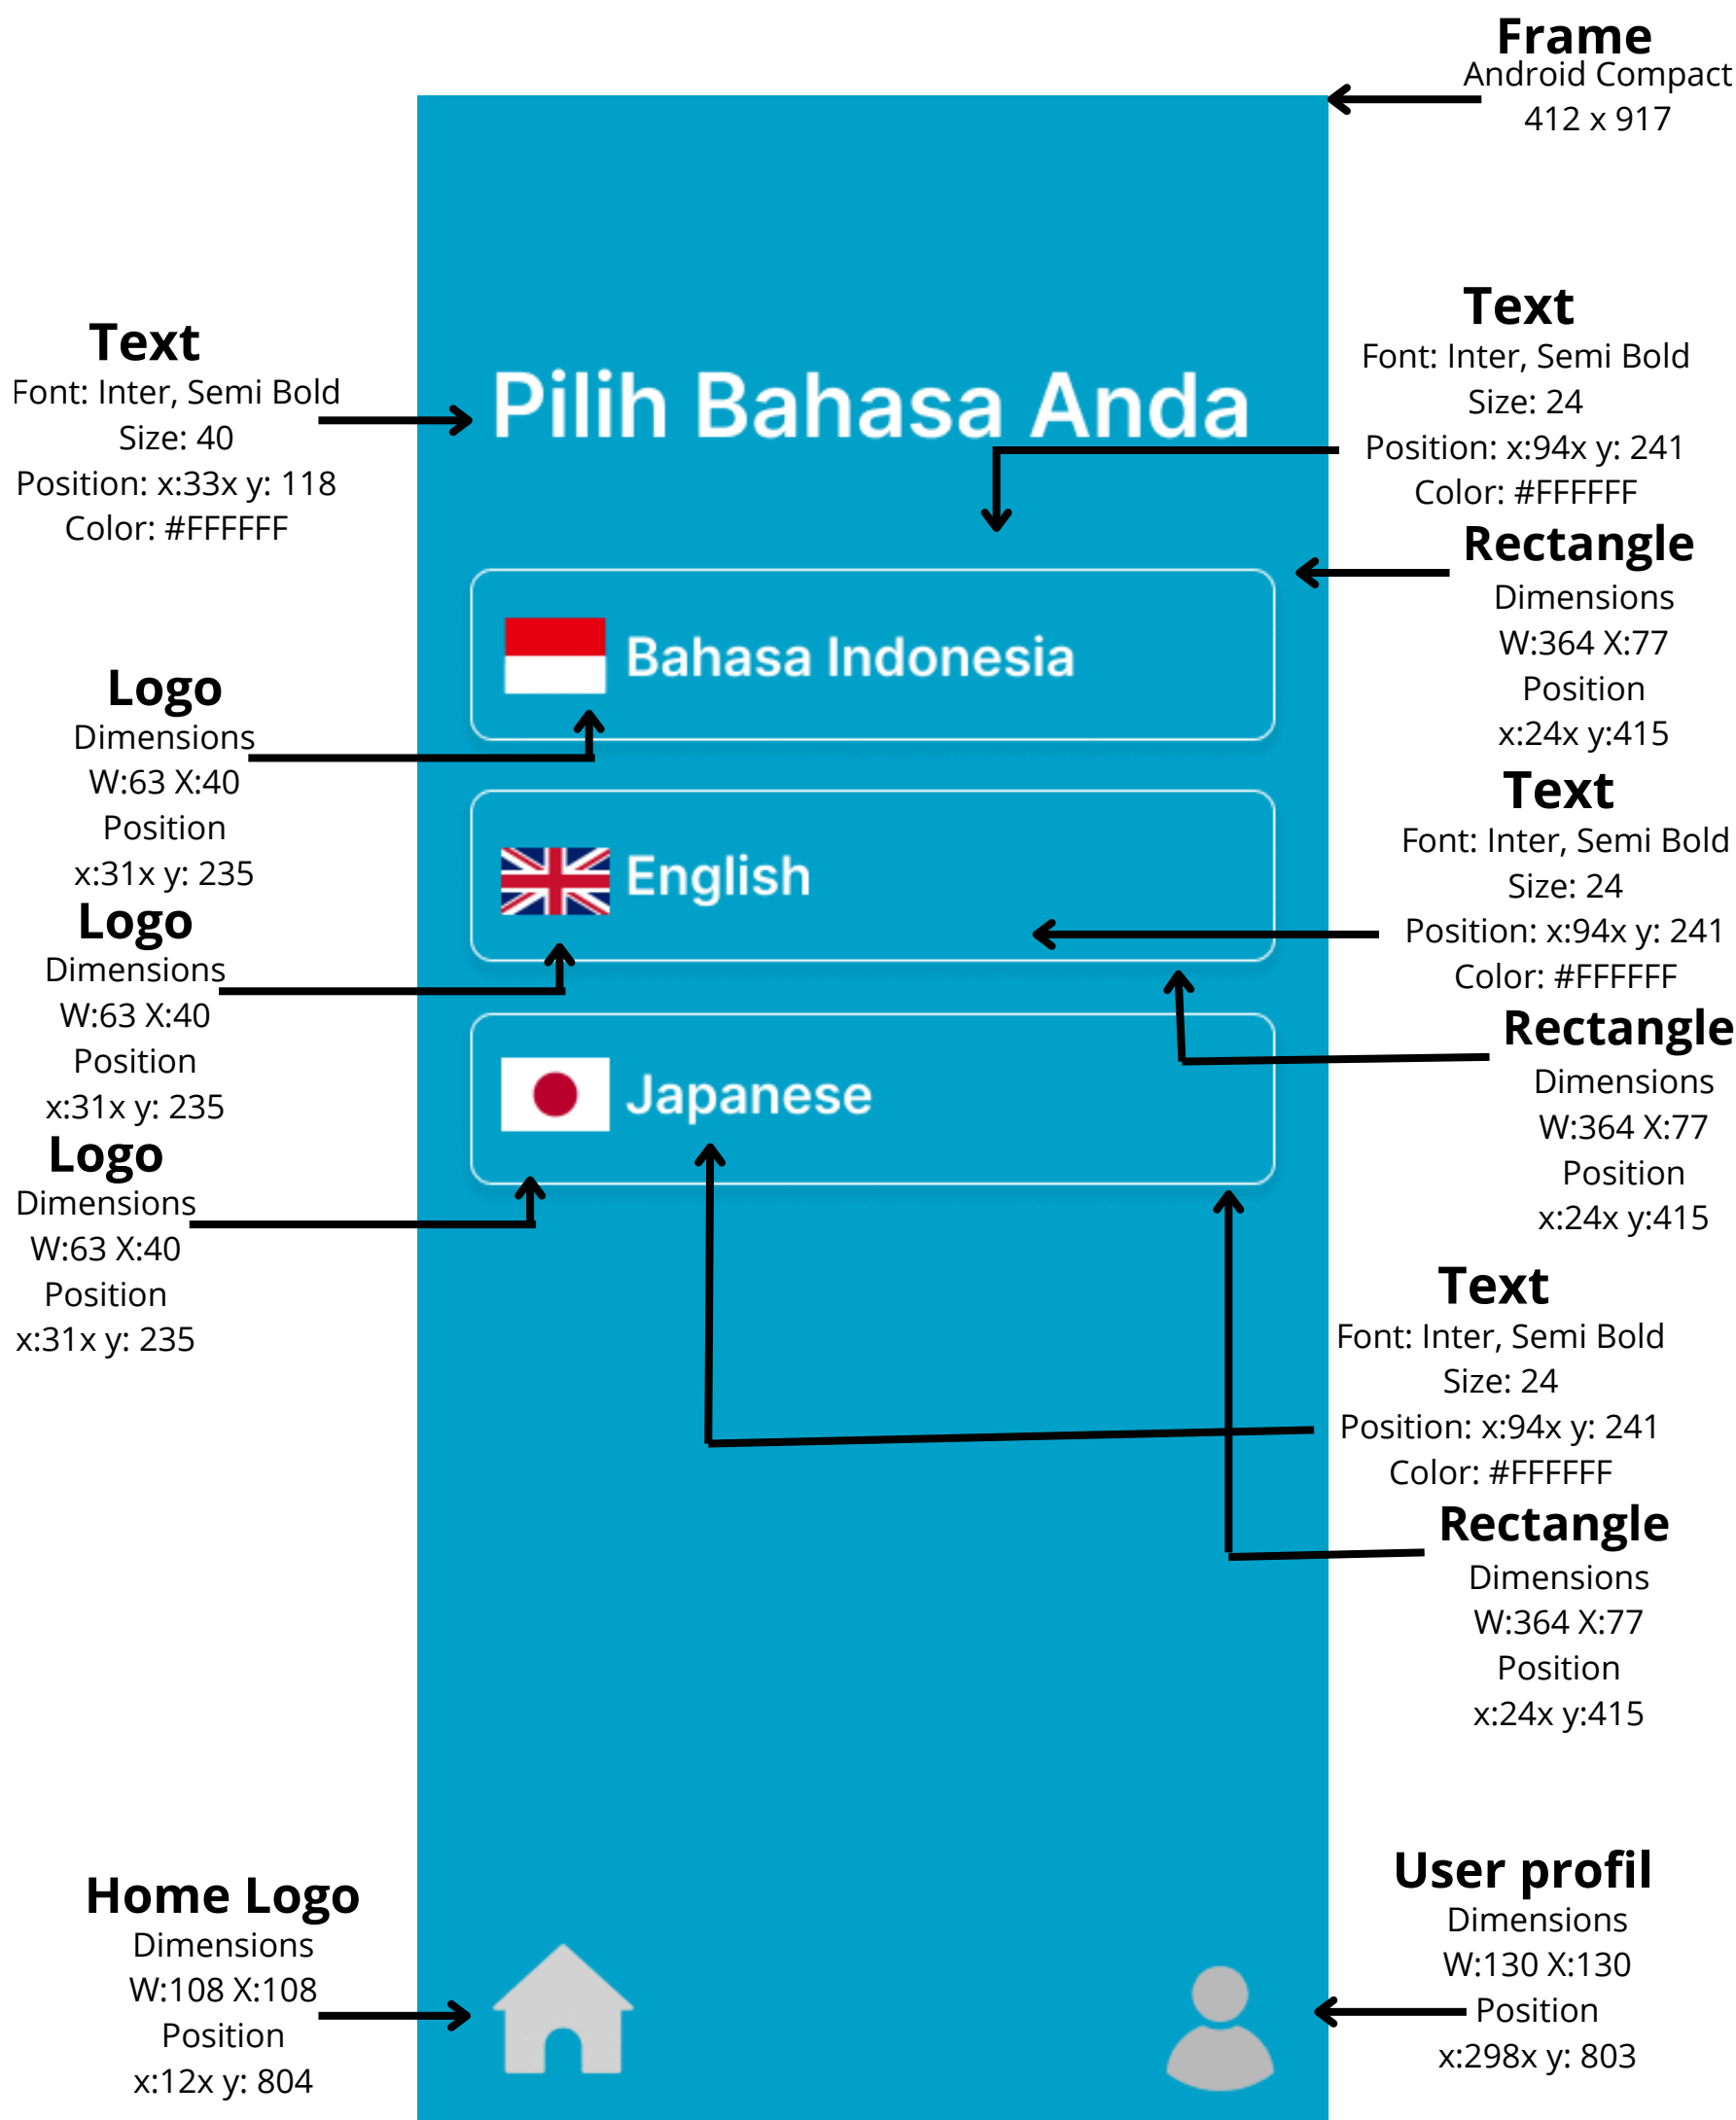 Frame
Android Compact
412 x 917
Text
Font: Inter, Semi Bold
Size: 40
Position: x:33x y: 118
Color: #FFFFFF
Logo
Dimensions
W:63 X:40
Position
x:31x y: 235
Logo
Dimensions
W:63 X:40
Position
x:31x y: 235
Logo
Dimensions
W:63 X:40
Position
x:31x y: 235
Home Logo
Dimensions
W:108 X:108
Position
x:12x y: 804
Pilih Bahasa Anda
Bahasa Indonesia
English
Japanese
Text
Font: Inter, Semi Bold
Size: 24
Position: x:94x y: 241
Color: #FFFFFF
Rectangle
Dimensions
W:364 X:77
Position
x:24x y:415
Text
Font: Inter, Semi Bold
Size: 24
Position: x:94x y: 241
Color: #FFFFFF
Rectangle
Dimensions
W:364 X:77
Position
x:24x y:415
Text
Font: Inter, Semi Bold
Size: 24
Position: x:94x y: 241
Color: #FFFFFF
Rectangle
Dimensions
W:364 X:77
Position
x:24x y:415
User profil
Dimensions
W:130 X:130
Position
x:298x y: 803